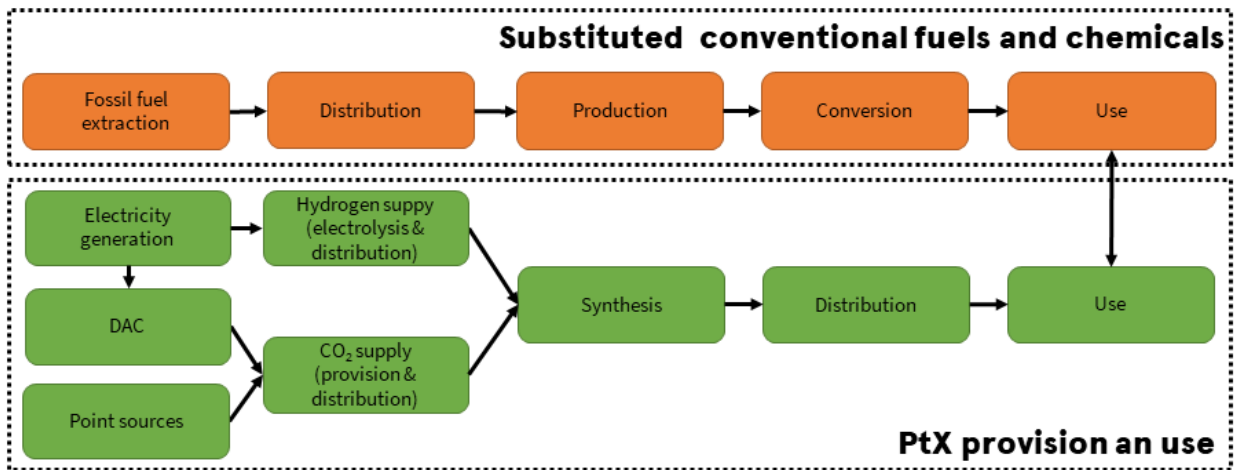 Substituted conventional fuels and chemicals
Fossil fuel
extraction
Distribution
Production
Conversion
Use
Electricity
generation
Hydrogen suppy
(electrolysis &
distribution)
DAC
Point sources
CO₂ supply
(provision &
distribution)
Synthesis
Distribution
Use
PtX provision an use